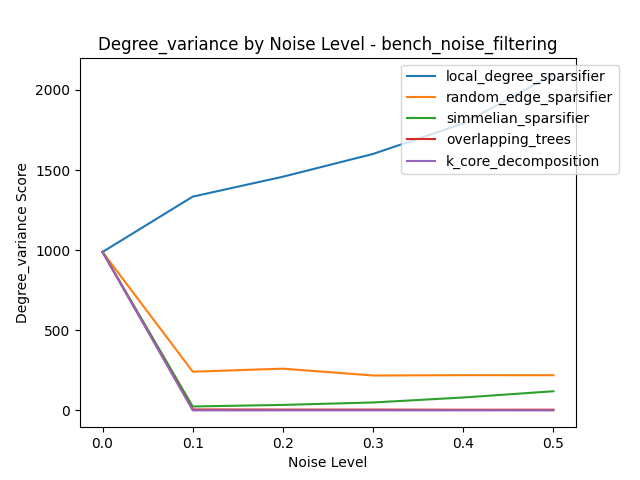 Degree_variance by Noise Level - bench_noise_filtering
local_degree_sparsifier
random_edge_sparsifier
simmelian_sparsifier
overlapping_trees
k_core_decomposition
Degree_variance Score
2000
1500
1000
500
0
0.0 0.1 0.2 0.3 0.4 0.5
Noise Level